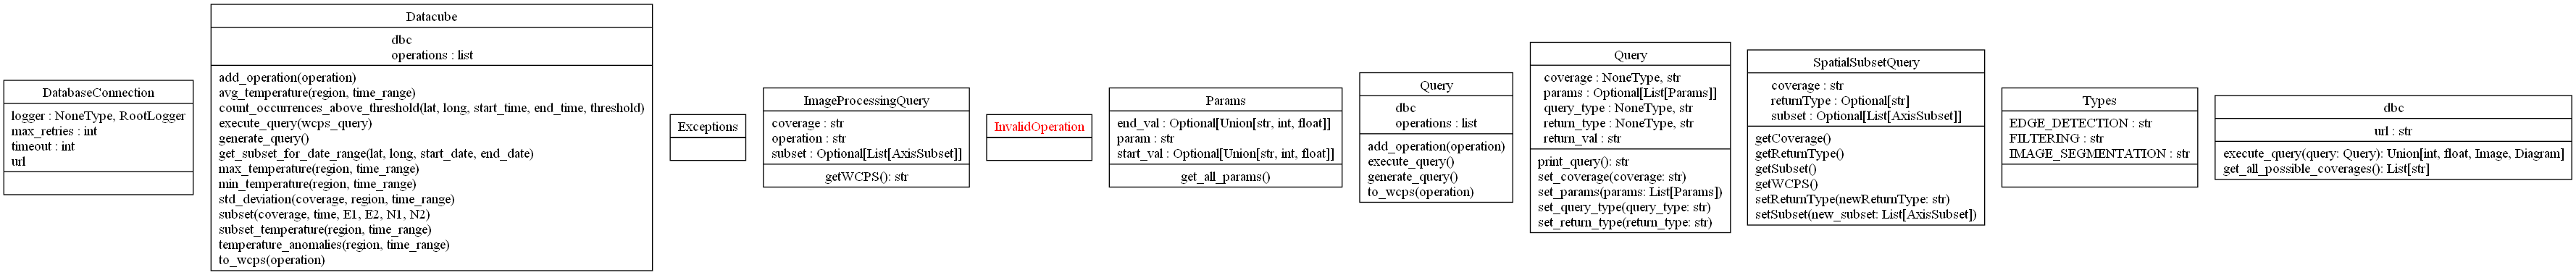 DatabaseConnection
logger : NoneType, RootLogger
max_retries : int
timeout : int
url
Datacube
dbc
operations : list
add_operation(operation)
avg_temperature(region, time_range)
count_occurrences_above_threshold(lat, long, start_time, end_time, threshold)
execute_query(wcps_query)
generate_query()
get_subset_for_date_range(lat, long, start_date, end_date)
max_temperature(region, time_range)
min_temperature(region, time_range)
std_deviation(coverage, region, time_range)
subset(coverage, time, E1, E2, N1, N2)
subset_temperature(region, time_range)
temperature_anomalies(region, time_range)
to_wcps(operation)
Exceptions
ImageProcessingQuery
coverage : str
operation : str
subset : Optional[List[AxisSubset]]
getWCPS(): str
InvalidOperation
Params
end_val : Optional[Union[str, int, float]]
param : str
start_val : Optional[Union[str, int, float]]
get_all_params()
Query
dbc
operations : list
add_operation(operation)
execute_query()
generate_query()
to_wcps(operation)
Query
coverage : NoneType, str
params : Optional[List[Params]]
query_type : NoneType, str
return_type : NoneType, str
return_val : str
print_query(): str
set_coverage(coverage: str)
set_params(params: List[Params])
set_query_type(query_type: str)
set_return_type(return_type: str)
SpatialSubsetQuery
coverage : str
returnType : Optional[str]
subset : Optional[List[AxisSubset]]
getCoverage()
getReturnType()
getSubset()
getWCPS()
setReturnType(newReturnType: str)
setSubset(new_subset: List[AxisSubset])
Types
EDGE_DETECTION : str
FILTERING : str
IMAGE_SEGMENTATION : str
dbc
url : str
execute_query(query: Query): Union[int, float, Image, Diagram]
get_all_possible_coverages(): List[str]